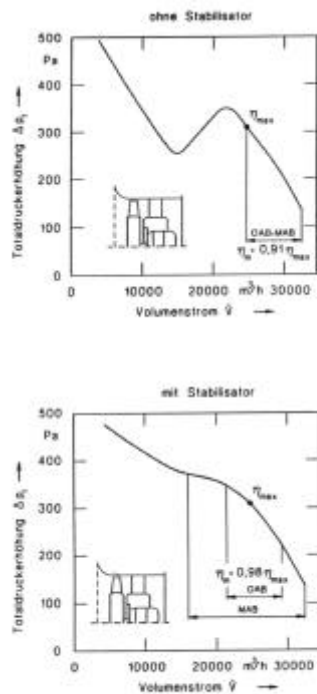 ohne Stabilisator
500
Pa
400
300
200
100
0
Totaldruckerhöhung Δpₜ
ηmax
OAB-MAB
ηm = 0,91 ηmax
0 10000 20000 m³/h 30000
Volumenstrom V̇
mit Stabilisator
500
Pa
400
300
200
100
0
Totaldruckerhöhung Δpₜ
ηmax
ηm = 0,98 ηmax
OAB
MAB
0 10000 20000 m³/h 30000
Volumenstrom V̇